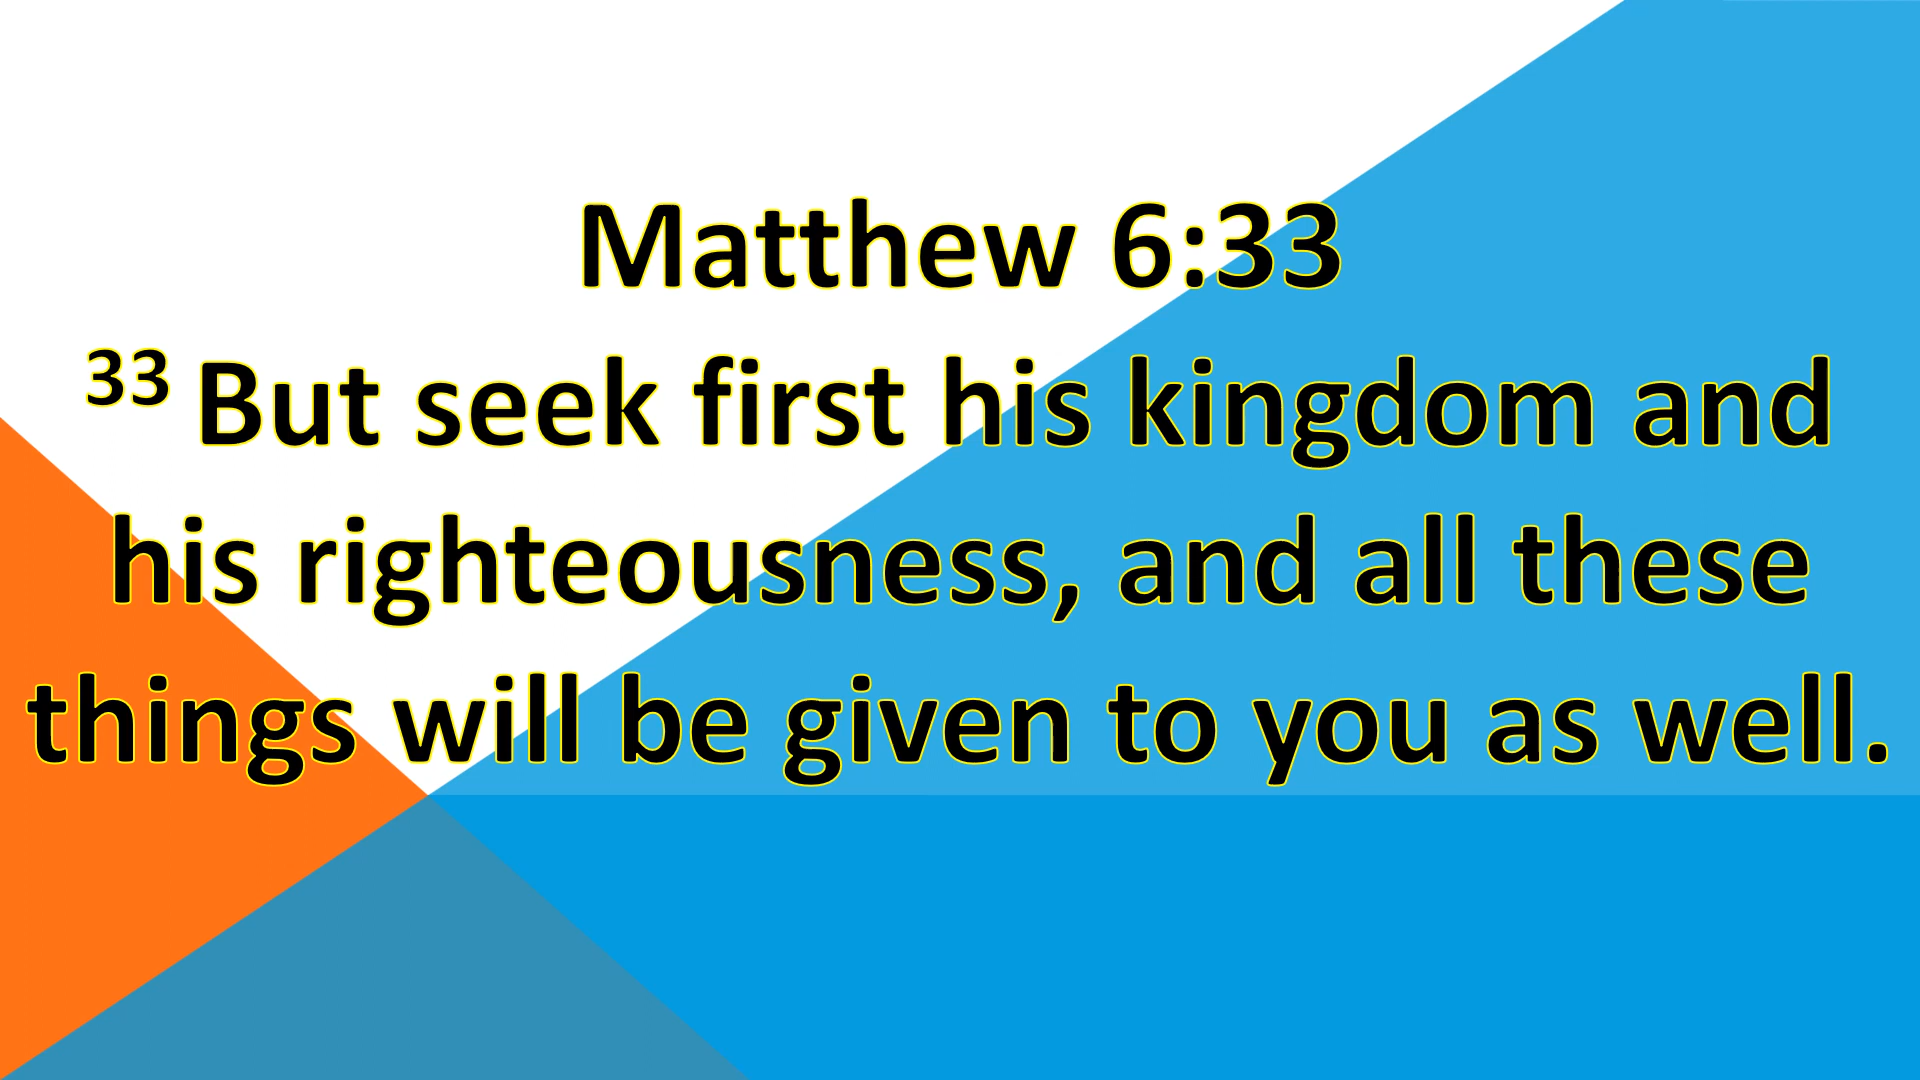 Matthew 6:33
33 But seek first his kingdom and
his righteousness, and all these
things will be given to you as well.